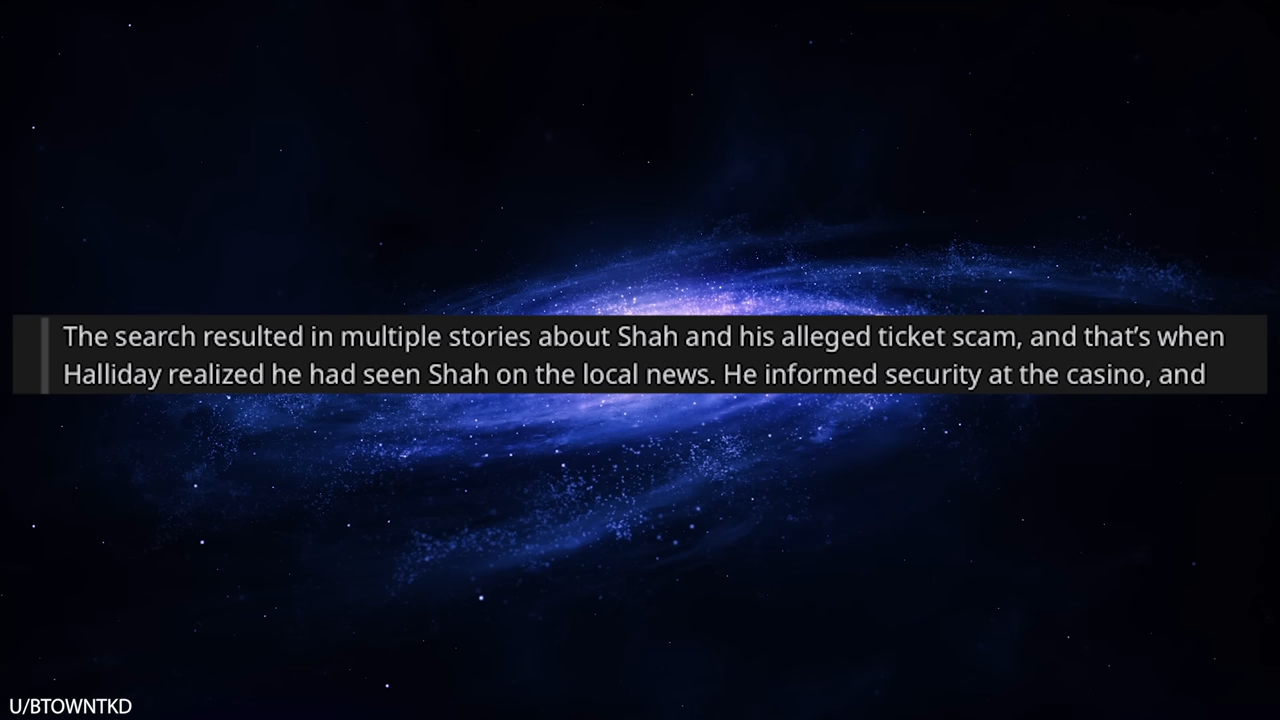 The search resulted in multiple stories about Shah and his alleged ticket scam, and that’s when
Halliday realized he had seen Shah on the local news. He informed security at the casino, and
U/BTOWNTKD